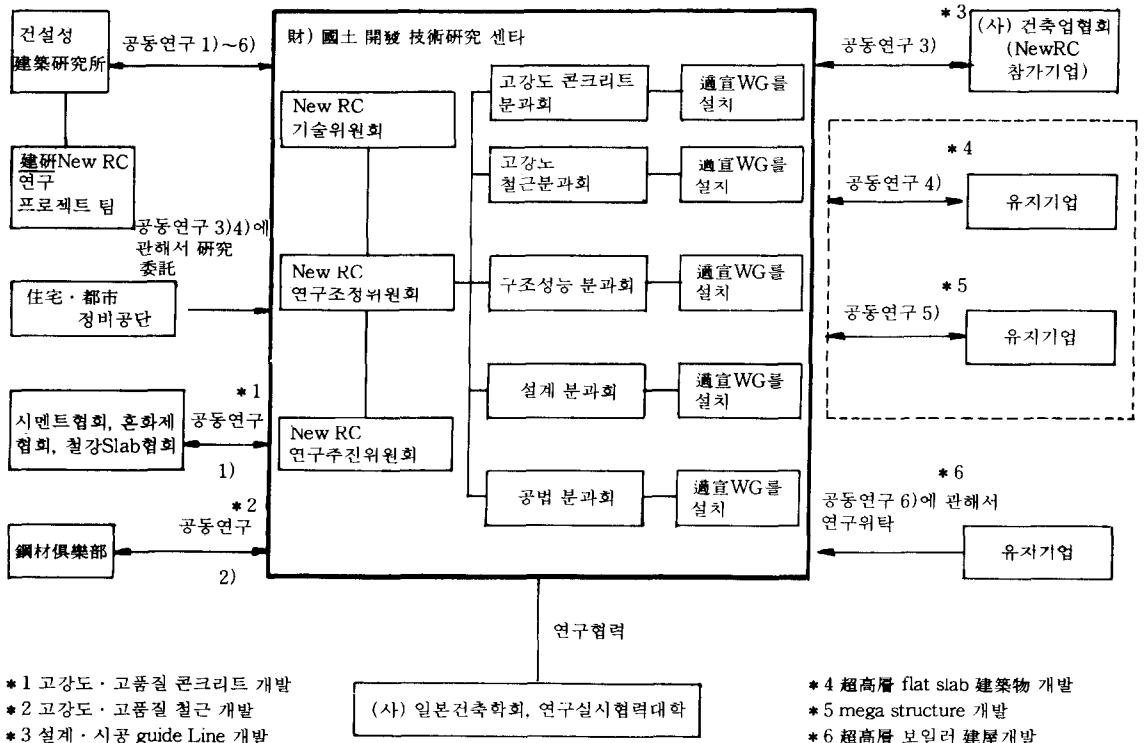 건설성
建築硏究所
공동연구 1)~6)
建硏New RC
연구
프로젝트 팀
공동연구 3)4)에
관해서 硏究
委託
住宅・都市
정비공단
*1
시멘트협회, 혼화제
협회, 철강Slab협회
공동연구
1)
*2
공동연구
鋼材俱樂部
2)
財) 國土 開發 技術硏究 센타
New RC
기술위원회
New RC
연구조정위원회
New RC
연구추진위원회
고강도 콘크리트
분과회
適宣WG를
설치
고강노
철근분과회
適宣WG를
설지
구조성능 분과회
適宣WG를
설치
설계 분과회
適宣WG를
설치
공법 분과회
適宣WG를
설치
*3
공동연구 3)
(사) 건축업협회
(NewRC
참가기업)
*4
공동연구 4)
유지기업
*5
공동연구 5)
유지기업
*6
공동연구 6)에 관해서
연구위탁
유지기업
연구협력
(사) 일본건축학회, 연구실시협력대학
*1 고강도・고품질 콘크리트 개발
*2 고강도・고품질 철근 개발
*3 설계・시공 guide Line 개발
*4 超高層 flat slab 建築物 개발
*5 mega structure 개발
*6 超高層 보일러 建屋개발